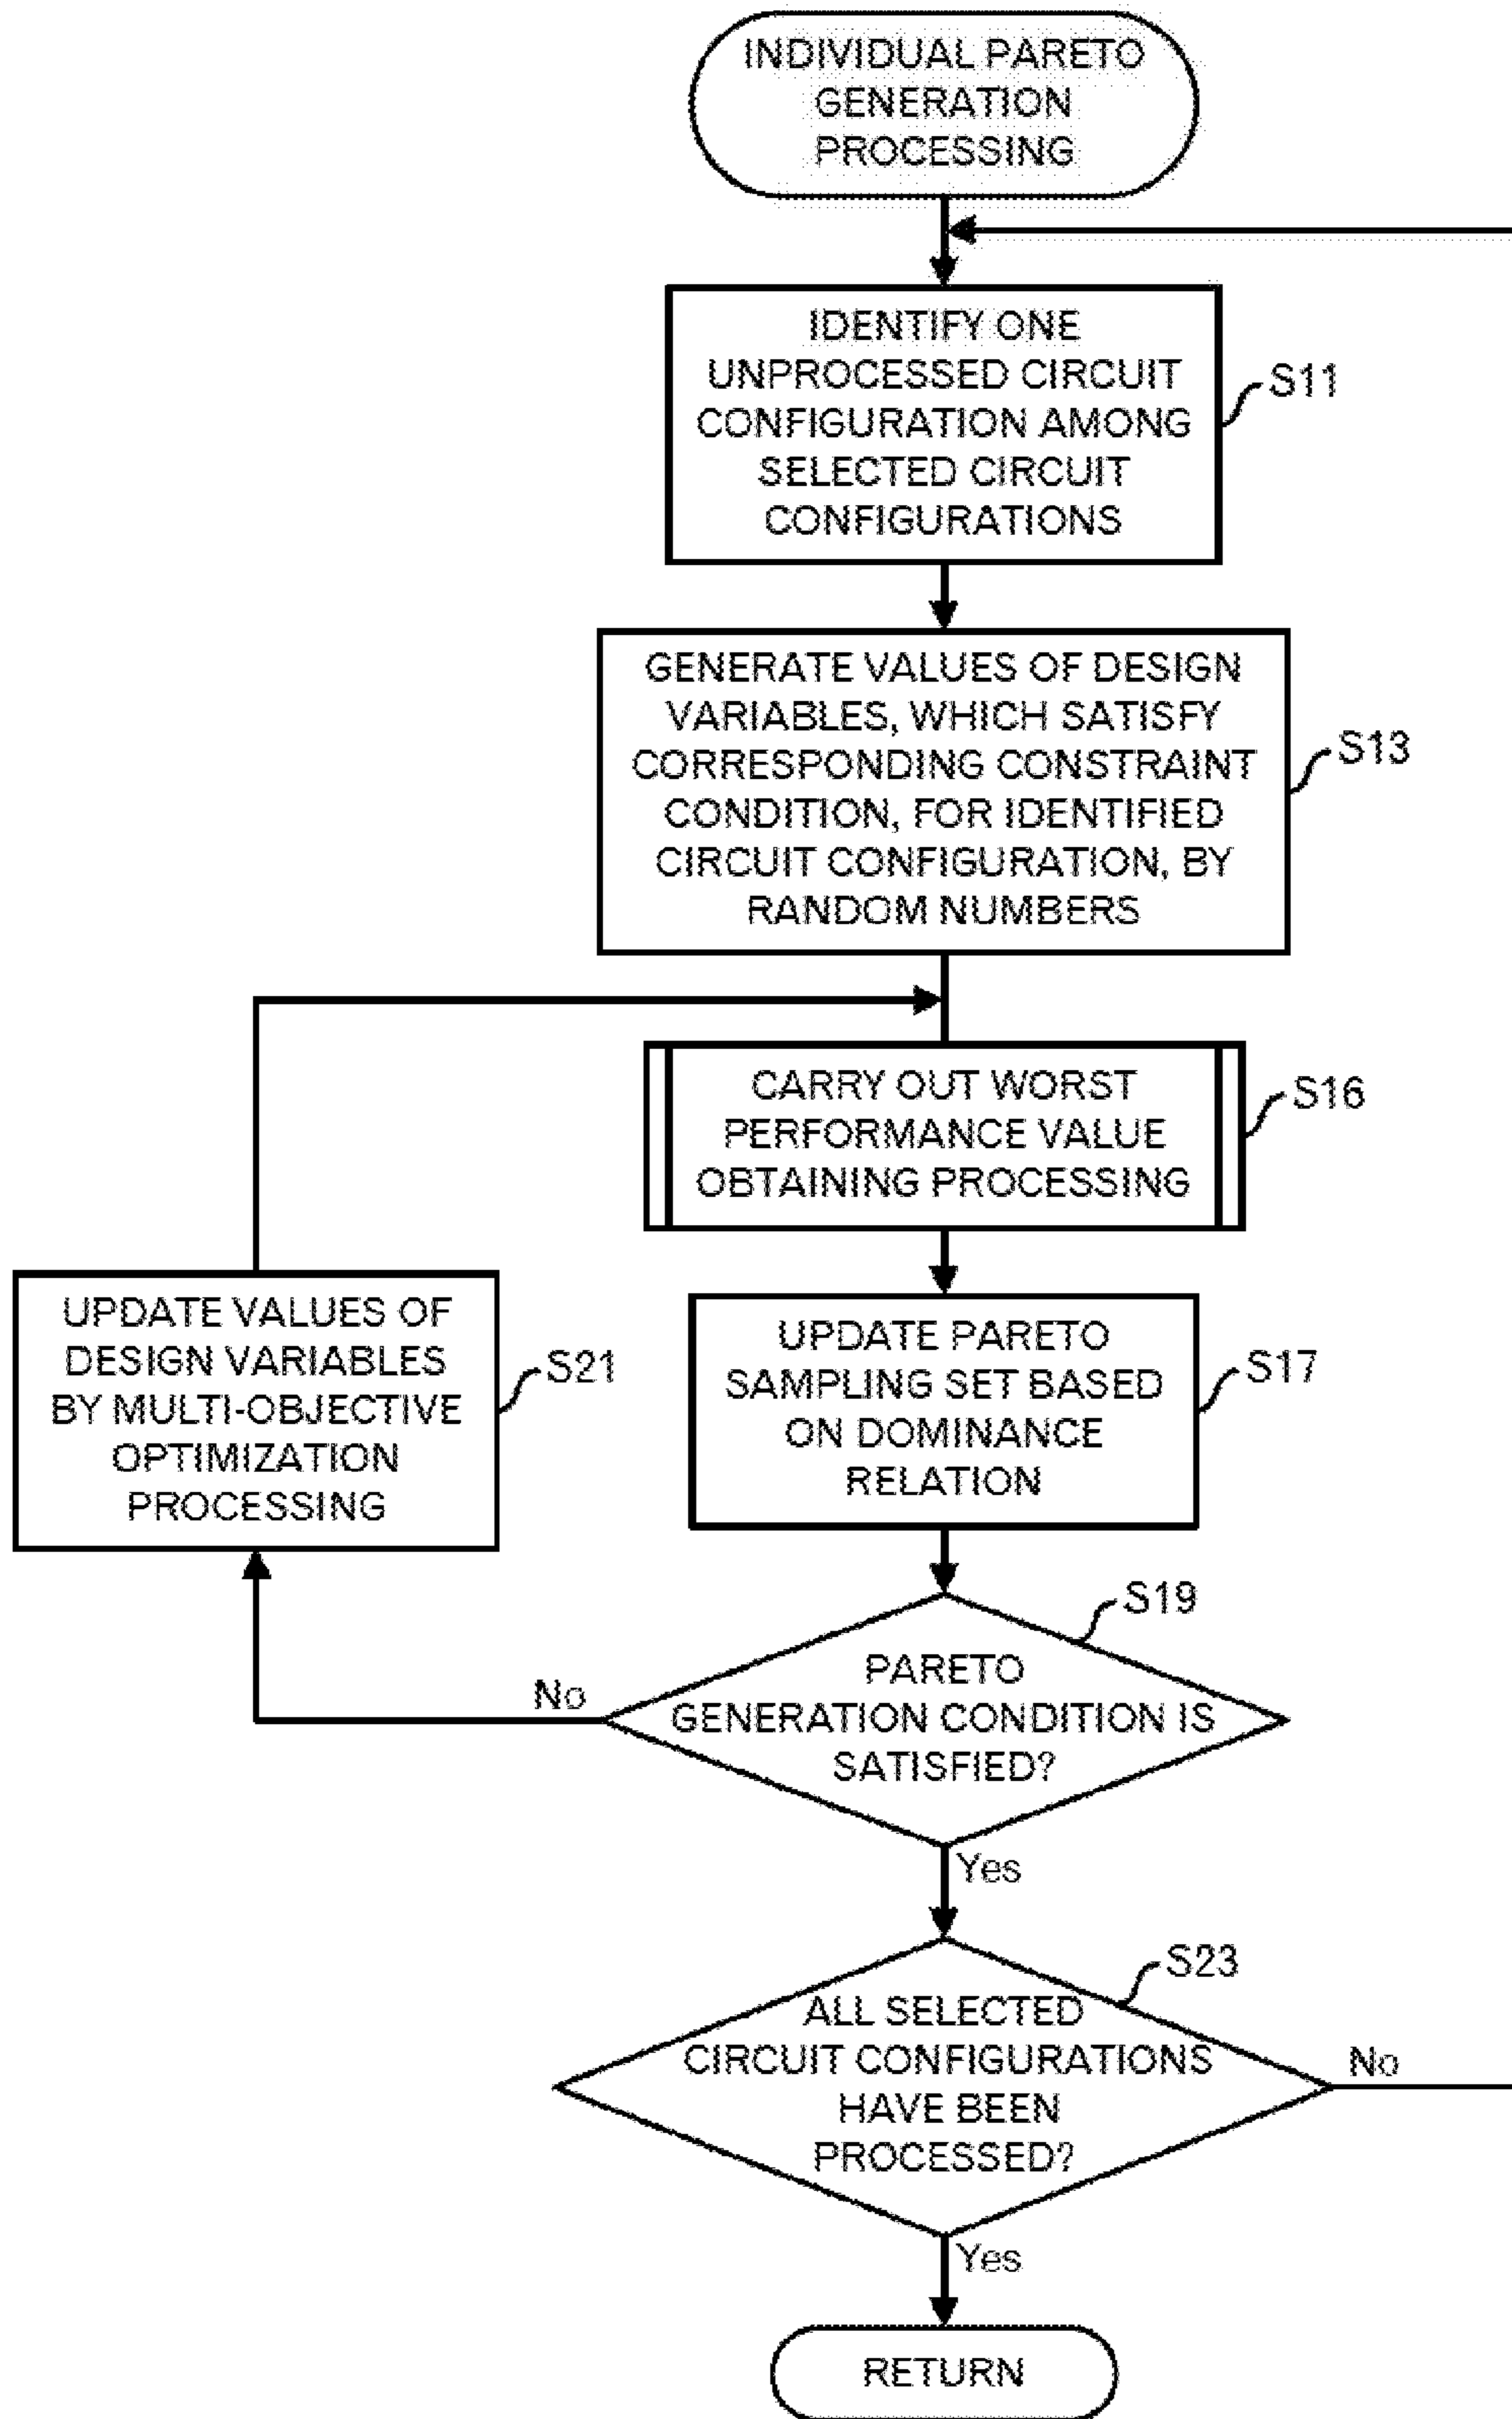 INDIVIDUAL PARETO
GENERATION
PROCESSING
IDENTIFY ONE
UNPROCESSED CIRCUIT
CONFIGURATION AMONG
SELECTED CIRCUIT
CONFIGURATIONS
S11
GENERATE VALUES OF DESIGN
VARIABLES, WHICH SATISFY
CORRESPONDING CONSTRAINT
CONDITION, FOR IDENTIFIED
CIRCUIT CONFIGURATION, BY
RANDOM NUMBERS
S13
CARRY OUT WORST
PERFORMANCE VALUE
OBTAINING PROCESSING
S16
UPDATE VALUES OF
DESIGN VARIABLES
BY MULTI-OBJECTIVE
OPTIMIZATION
PROCESSING
S21
UPDATE PARETO
SAMPLING SET BASED
ON DOMINANCE
RELATION
S17
S19
PARETO
GENERATION CONDITION IS
SATISFIED?
No
Yes
S23
ALL SELECTED
CIRCUIT CONFIGURATIONS
HAVE BEEN
PROCESSED?
No
Yes
RETURN